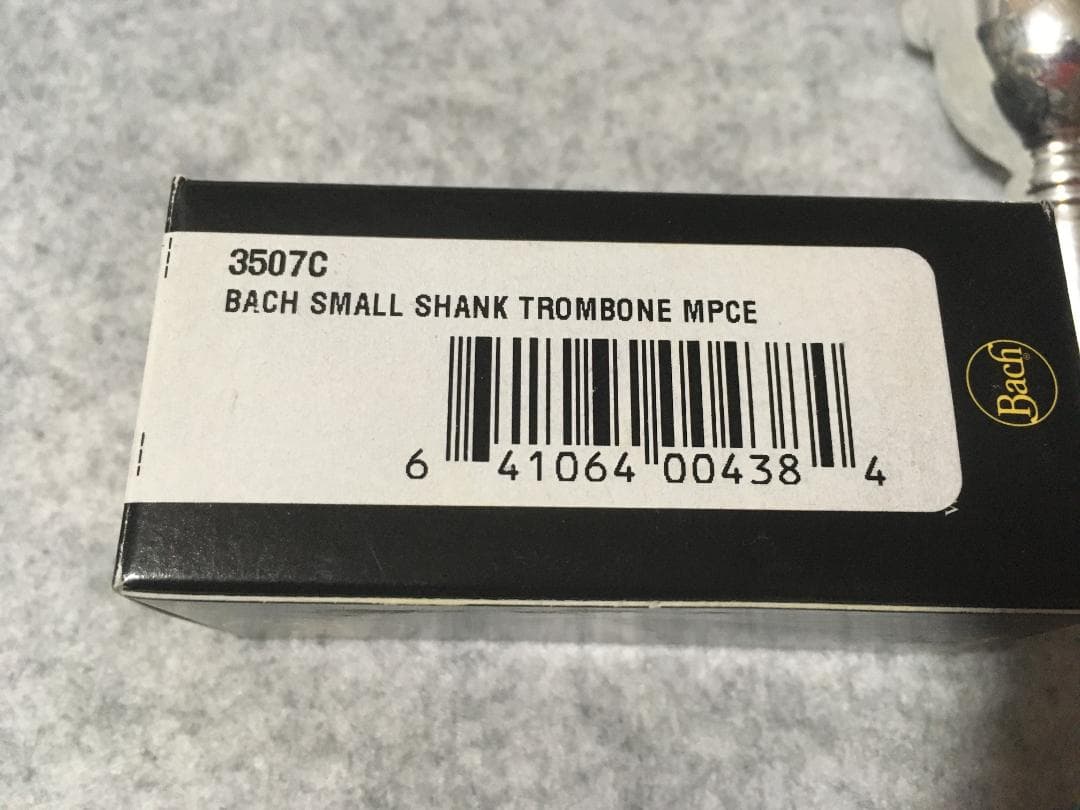 3507C
BACH SMALL SHANK TROMBONE MPCE
6 41064 00438 4
Bach